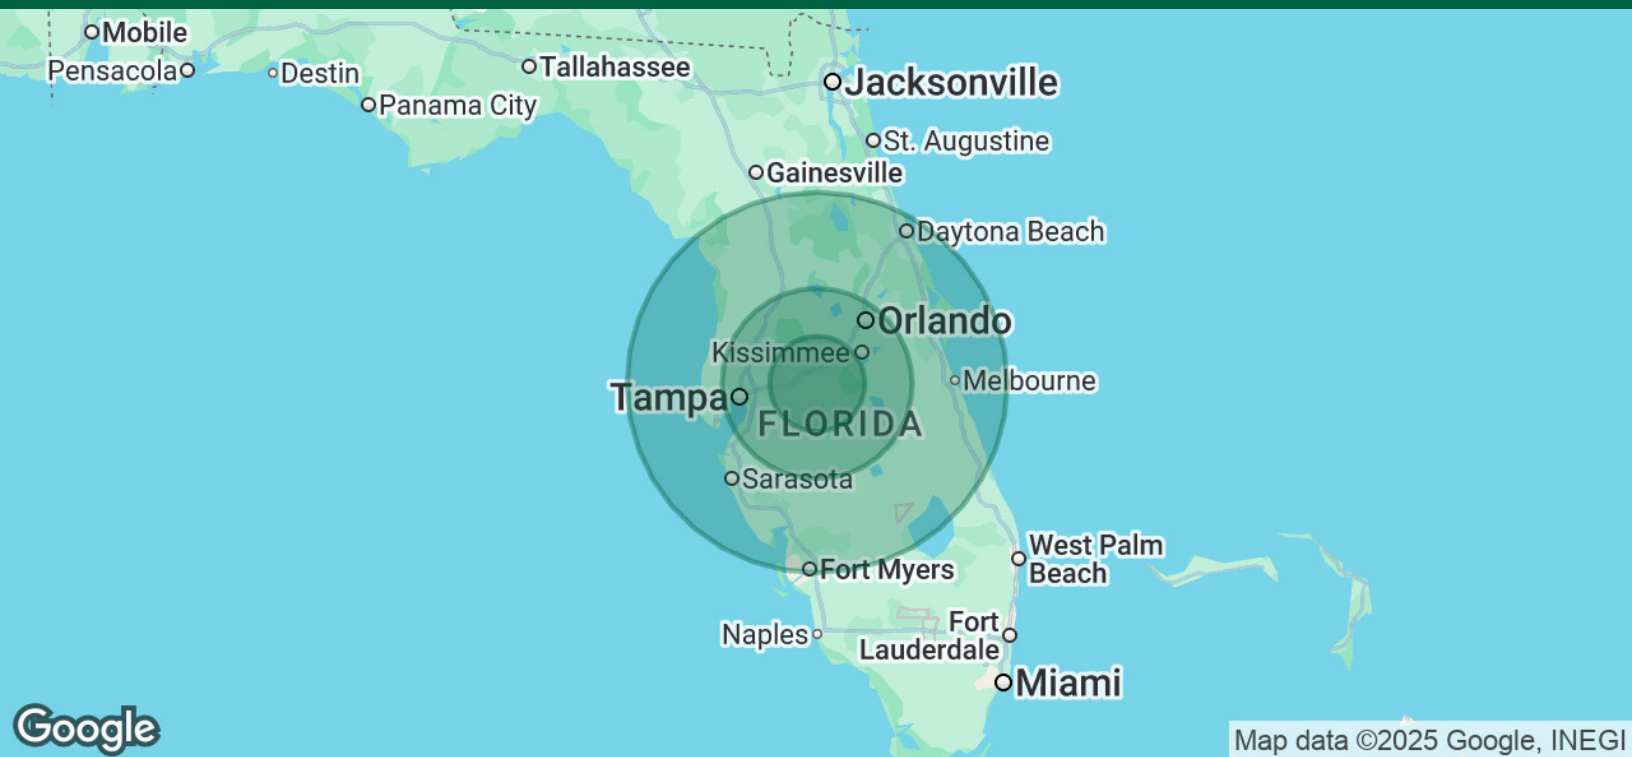 Mobile
Pensacola
Destin
Tallahassee
Panama City
Jacksonville
St. Augustine
Gainesville
Daytona Beach
Orlando
Kissimmee
Melbourne
Tampa
FLORIDA
Sarasota
West Palm
Beach
Fort Myers
Naples
Fort
Lauderdale
Miami
Google
Map data ©2025 Google, INEGI